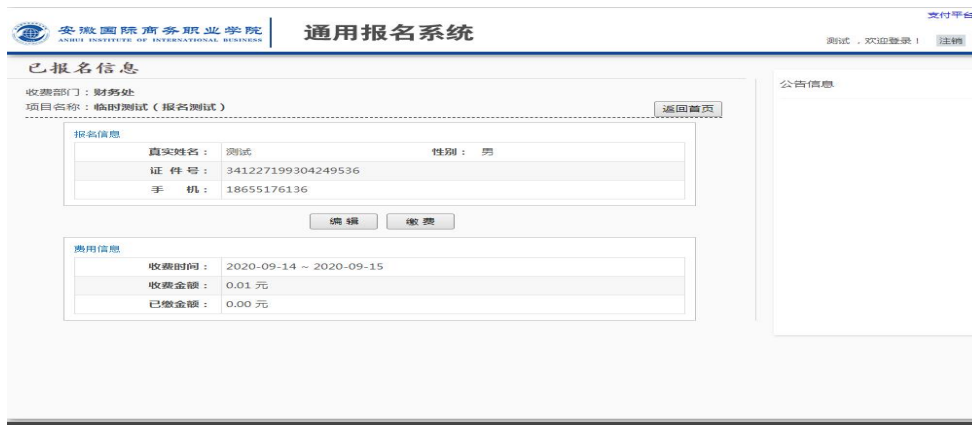 支付平台
安徽国际商务职业学院
ANHUI INSTITUTE OF INTERNATIONAL BUSINESS
通用报名系统
测试，欢迎登录！ 注销
已报名信息
公告信息
收费部门：财务处
项目名称：临时测试（报名测试）
返回首页
报名信息
真实姓名： 测试 性别： 男
证 件 号： 341227199304249536
手 机： 18655176136
编 辑 缴 费
费用信息
收费时间： 2020-09-14 ~ 2020-09-15
收费金额： 0.01 元
已缴金额： 0.00 元